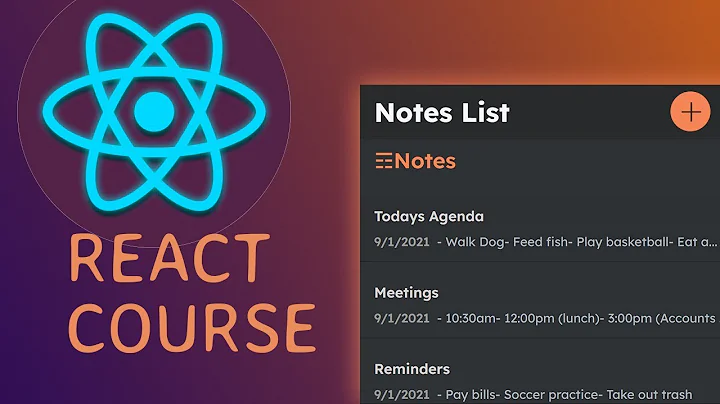 REACT
COURSE
Notes List
☶Notes
Todays Agenda
9/1/2021 - Walk Dog- Feed fish- Play basketball- Eat a...
Meetings
9/1/2021 - 10:30am- 12:00pm (lunch)- 3:00pm (Accounts
Reminders
9/1/2021 - Pay bills- Soccer practice- Take out trash